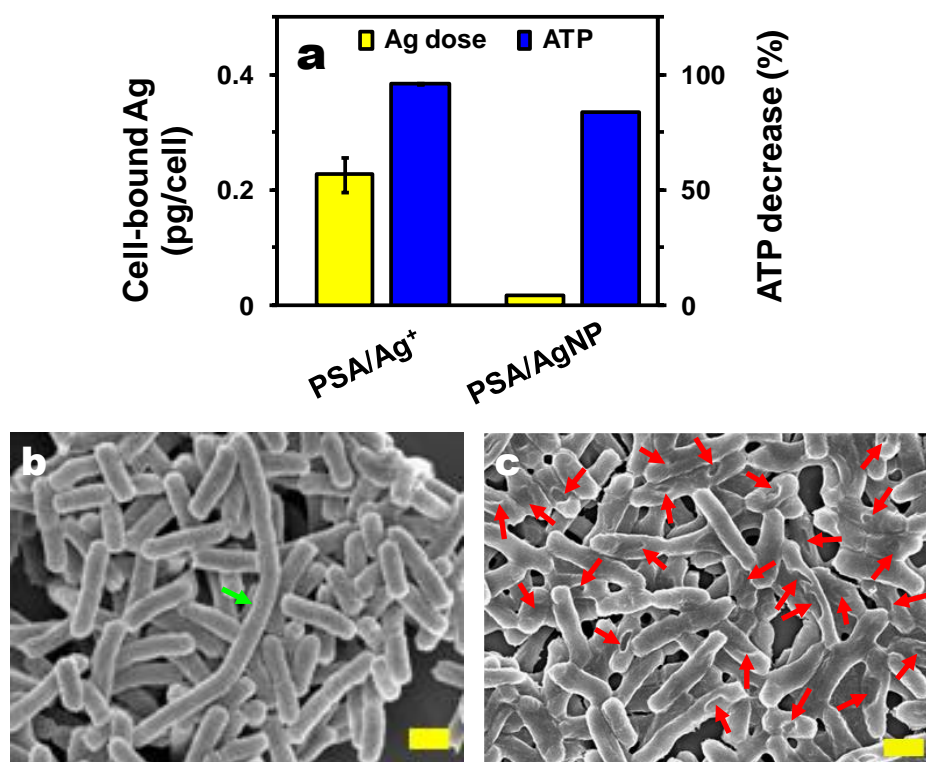 a
Ag dose
ATP
0.4
0.2
0
100
50
0
Cell-bound Ag
(pg/cell)
ATP decrease (%)
PSA/Ag⁺
PSA/AgNP
b
c